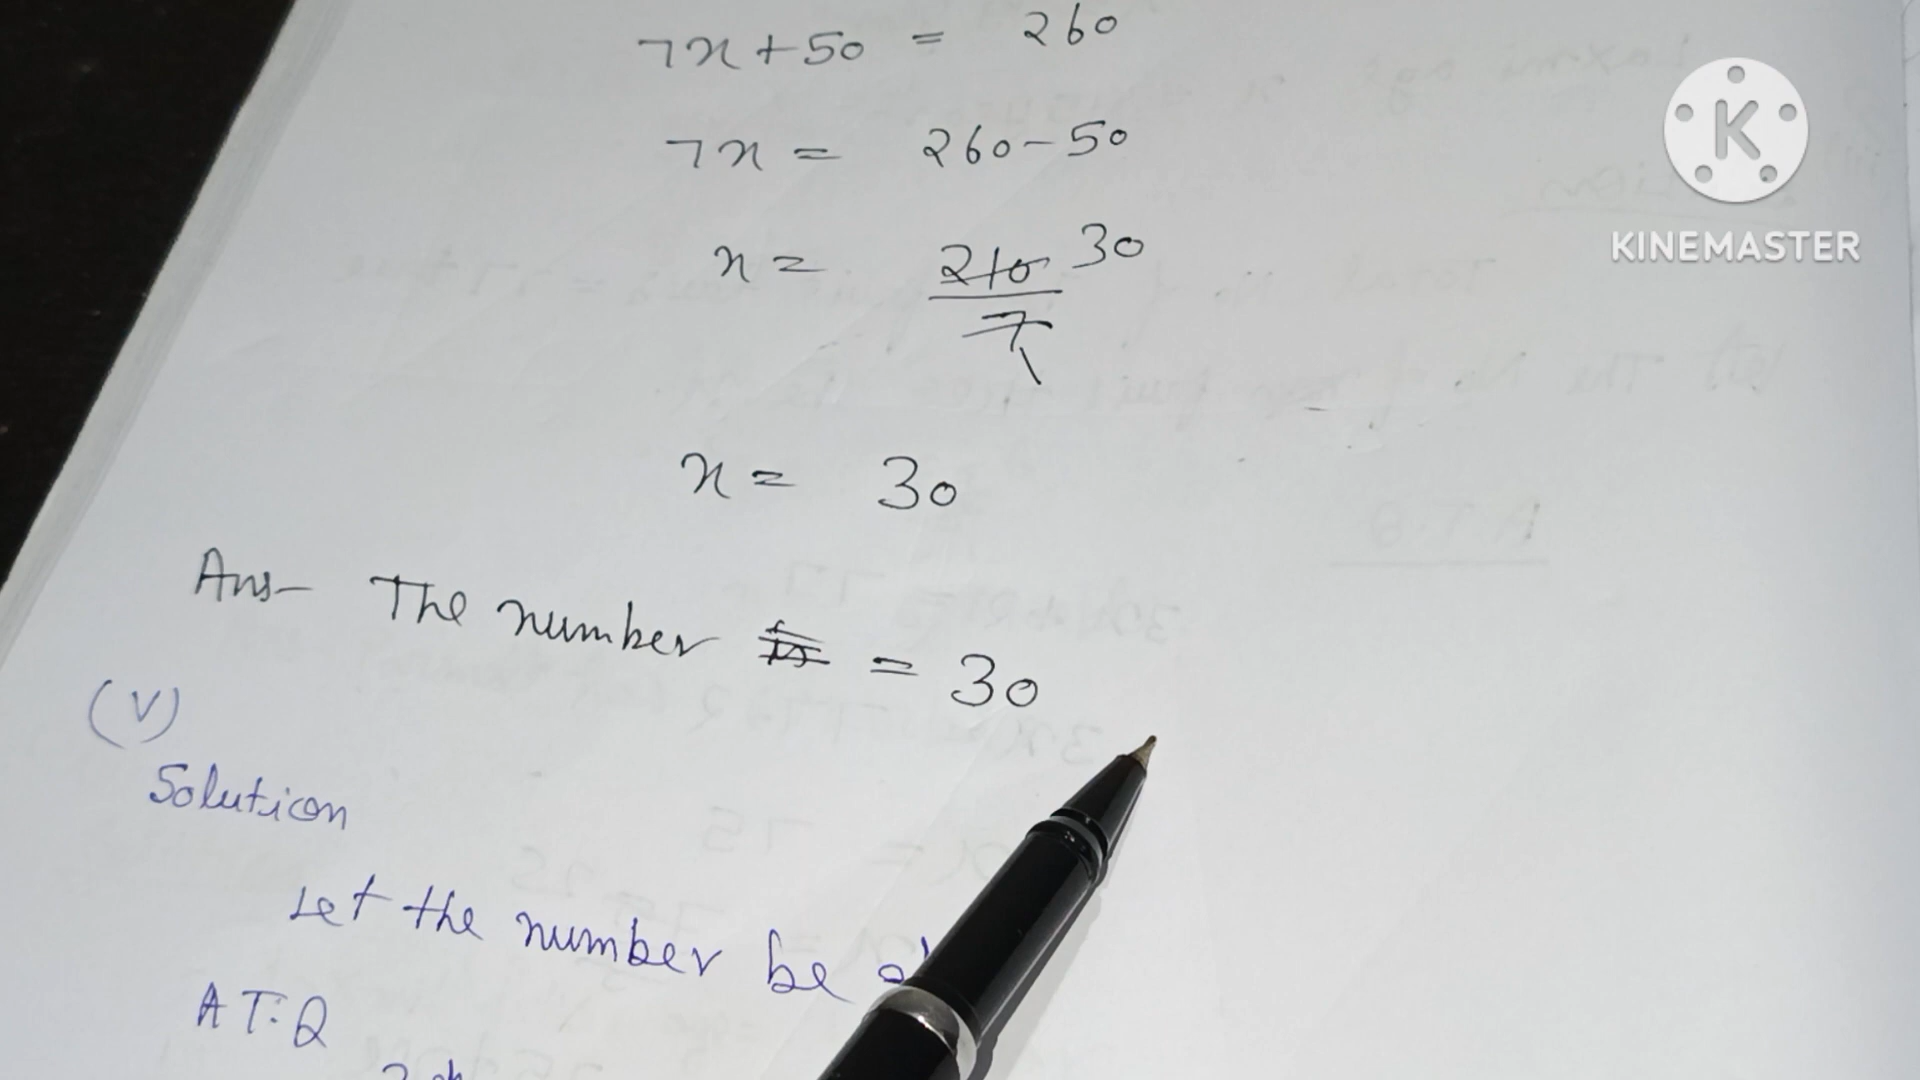 7x+50 = 260
7x = 260-50
x = 210/7 30
1
x = 30
Ans- The number is = 30
(V)
Solution
Let the number be
A T:Q
KINEMASTER